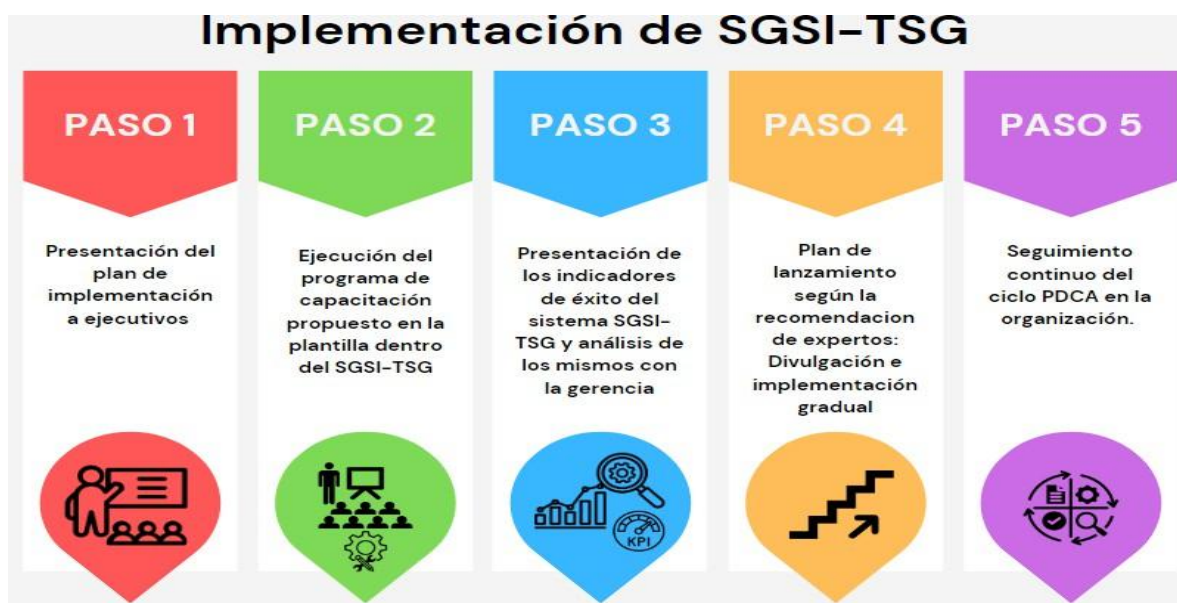 Implementación de SGSI-TSG
PASO 1
Presentación del
plan de
implementación
a ejecutivos
PASO 2
Ejecución del
programa de
capacitación
propuesto en la
plantilla dentro
del SGSI-TSG
PASO 3
Presentación de
los indicadores
de éxito del
sistema SGSI-
TSG y análisis de
los mismos con
la gerencia
KPI
PASO 4
Plan de
lanzamiento
según la
recomendacion
de expertos:
Divulgación e
implementación
gradual
PASO 5
Seguimiento
continuo del
ciclo PDCA en la
organización.